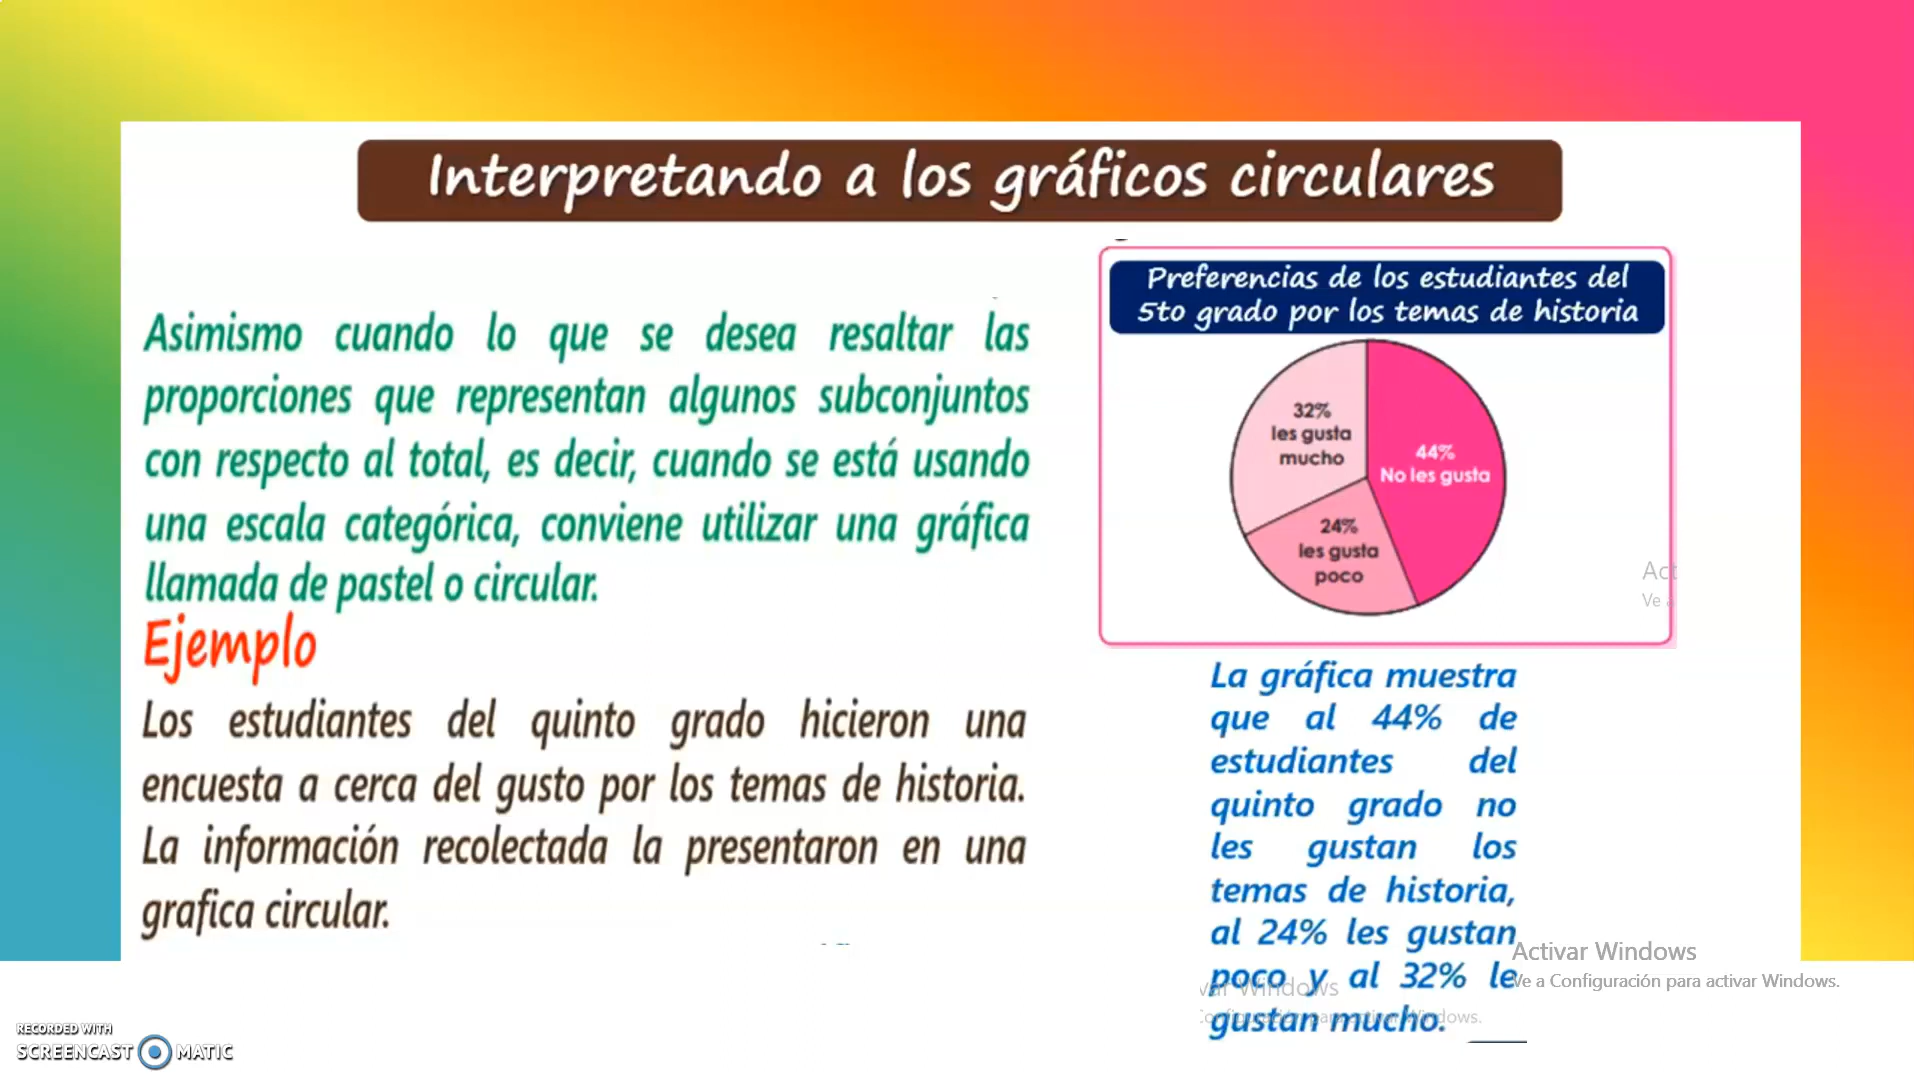 Interpretando a los gráficos circulares
Asimismo cuando lo que se desea resaltar las
proporciones que representan algunos subconjuntos
con respecto al total, es decir, cuando se está usando
una escala categórica, conviene utilizar una gráfica
llamada de pastel o circular.
Ejemplo
Los estudiantes del quinto grado hicieron una
encuesta a cerca del gusto por los temas de historia.
La información recolectada la presentaron en una
grafica circular.
Preferencias de los estudiantes del
5to grado por los temas de historia
32%
les gusta
mucho
44%
No les gusta
24%
les gusta
poco
Act
Ve a
La gráfica muestra
que al 44% de
estudiantes del
quinto grado no
les gustan los
temas de historia,
al 24% les gustan
poco y al 32% le
gustan mucho.
Activar Windows
Ve a Configuración para activar Windows.
RECORDED WITH
SCREENCAST MATIC